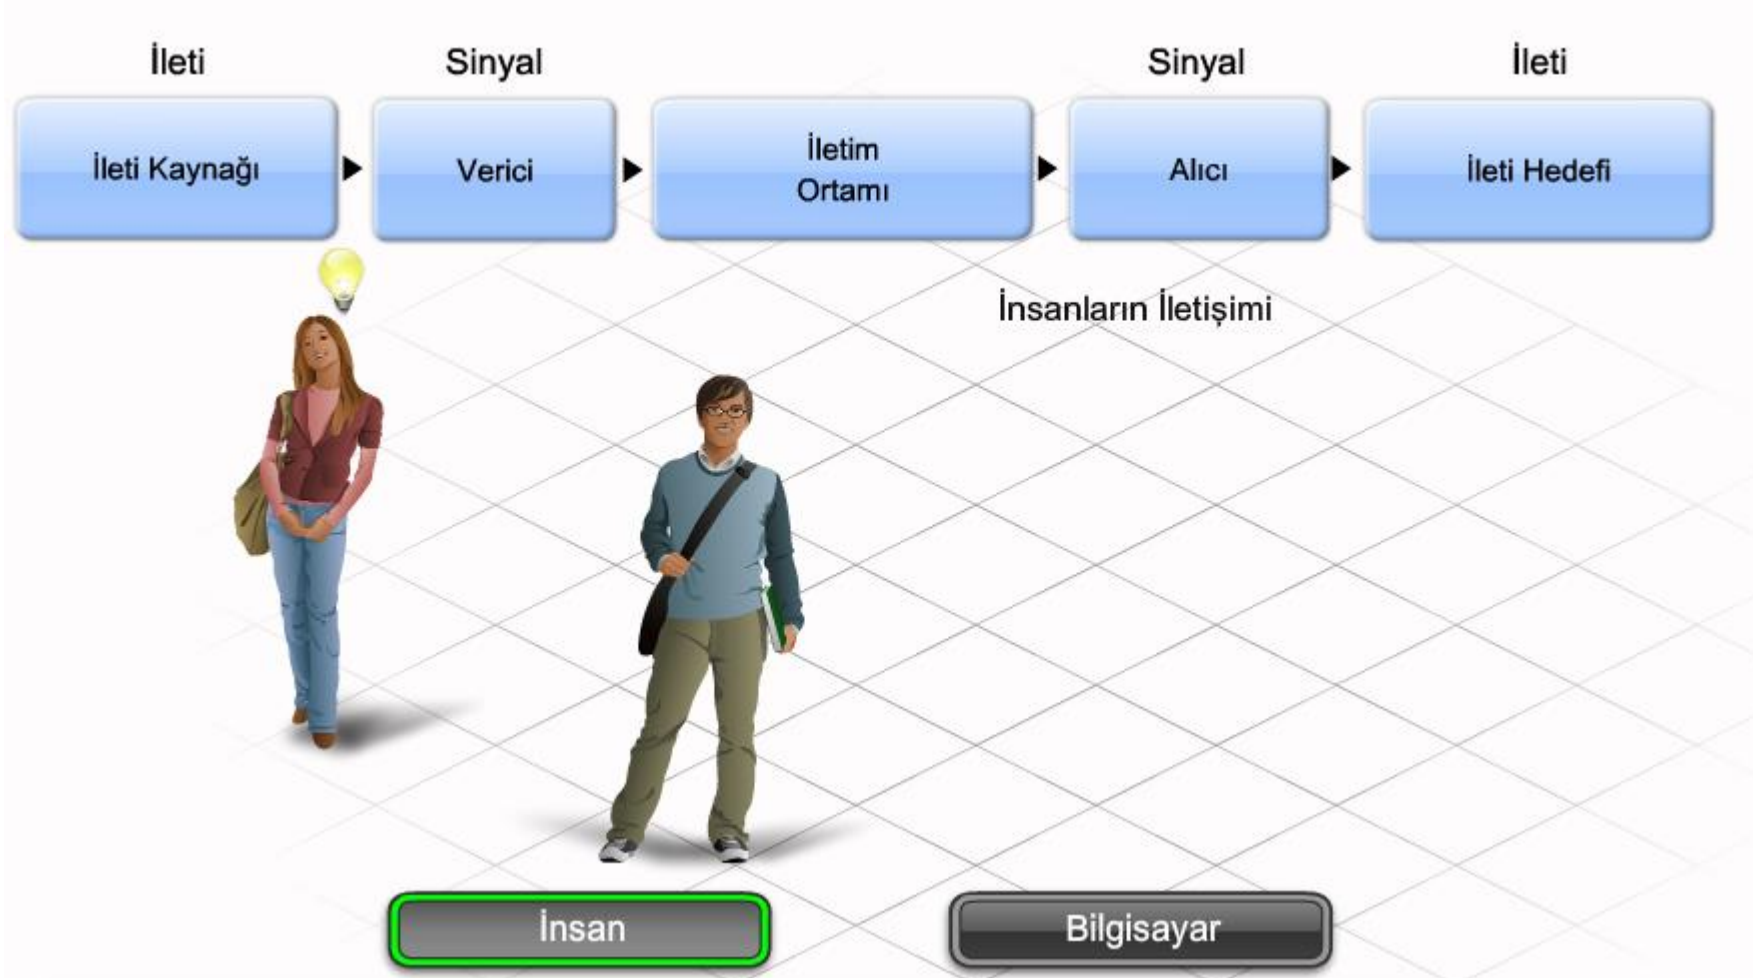 İleti
Sinyal
Sinyal
İleti
İleti Kaynağı
Verici
İletim
Ortamı
Alıcı
İleti Hedefi
İnsanların İletişimi
İnsan
Bilgisayar